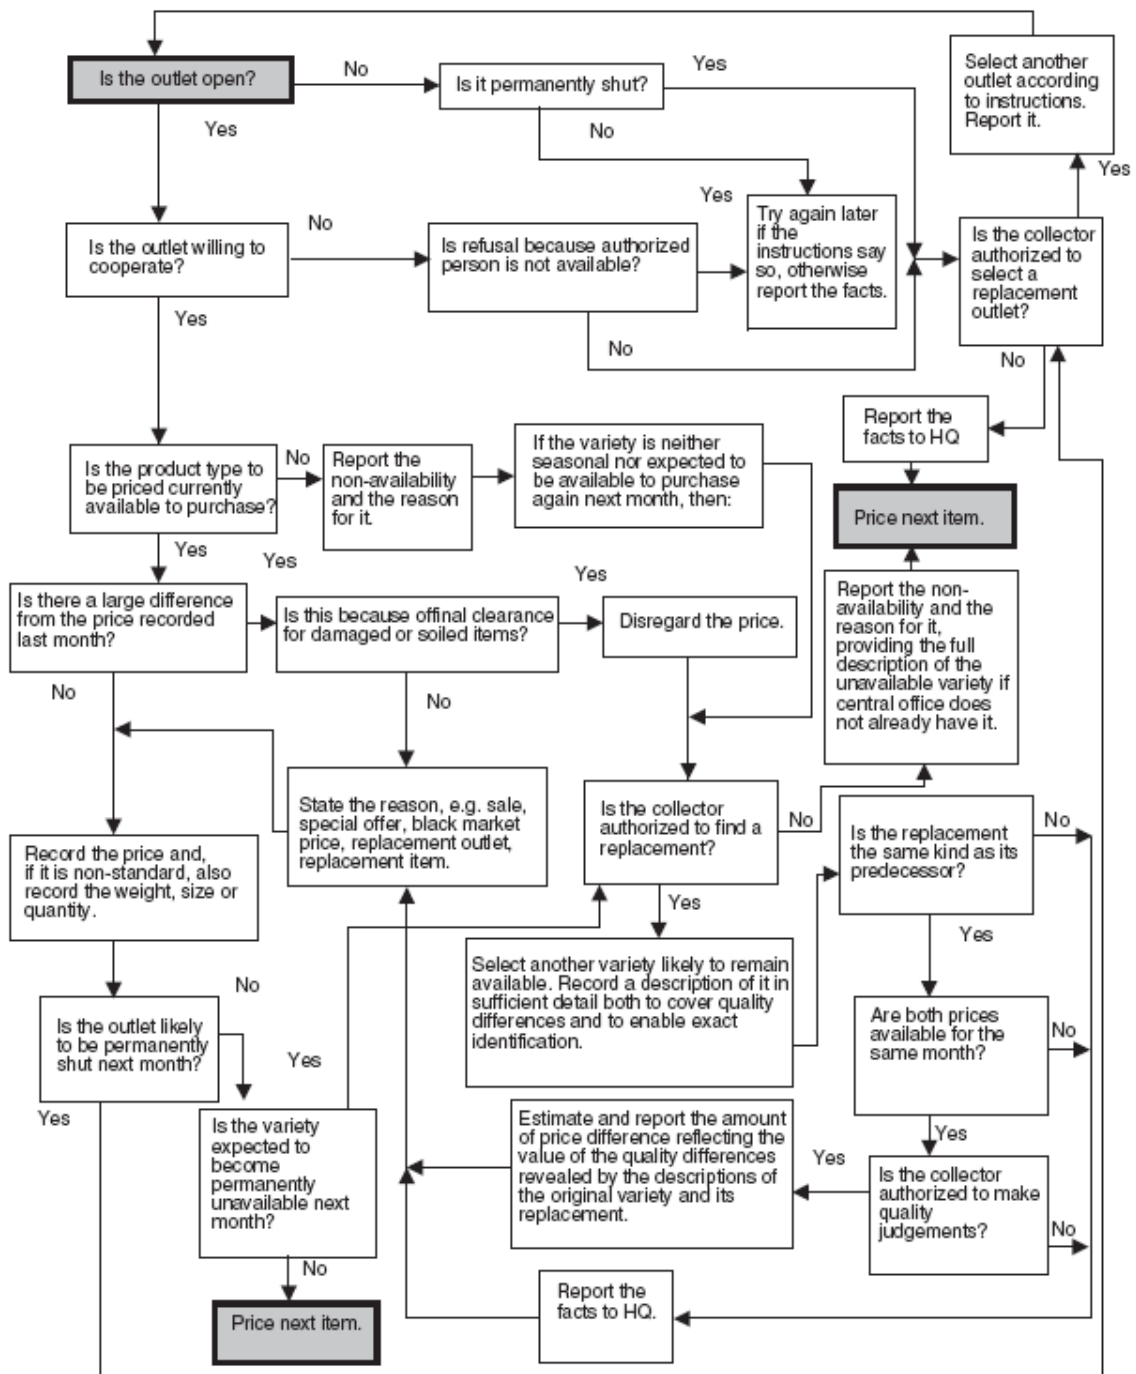 Is the outlet open?
No
Is it permanently shut?
Yes
Select another
outlet according
to instructions.
Report it.
Yes
No
Yes
Yes
Is the outlet willing to
cooperate?
No
Is refusal because authorized
person is not available?
Try again later
if the
instructions say
so, otherwise
report the facts.
Is the collector
authorized to
select a
replacement
outlet?
Yes
No
No
Report the
facts to HQ
Is the product type to
be priced currently
available to purchase?
No
Report the
non-availability
and the reason
for it.
If the variety is neither
seasonal nor expected to
be available to purchase
again next month, then:
Price next item.
Yes
Yes
Yes
Is there a large difference
from the price recorded
last month?
Is this because offinal clearance
for damaged or soiled items?
Disregard the price.
Report the non-
availability and the
reason for it,
providing the full
description of the
unavailable variety if
central office does
not already have it.
No
No
State the reason, e.g. sale,
special offer, black market
price, replacement outlet,
replacement item.
Is the collector
authorized to find a
replacement?
No
Is the replacement
the same kind as its
predecessor?
No
Record the price and,
if it is non-standard, also
record the weight, size or
quantity.
Yes
Yes
Select another variety likely to remain
available. Record a description of it in
sufficient detail both to cover quality
differences and to enable exact
identification.
No
Is the outlet likely
to be permanently
shut next month?
Are both prices
available for the
same month?
No
Yes
Yes
Is the variety
expected to
become
permanently
unavailable next
month?
Estimate and report the amount
of price difference reflecting the
value of the quality differences
revealed by the descriptions of
the original variety and its
replacement.
Yes
Yes
Is the collector
authorized to make
quality
judgements?
No
No
Report the
facts to HQ.
Price next item.